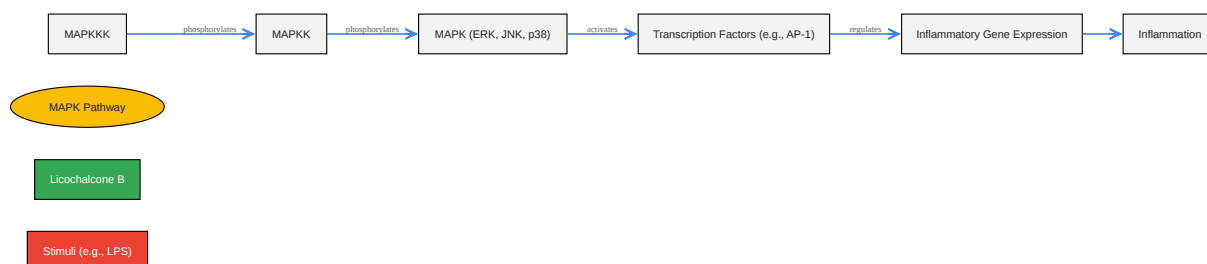 MAPKKK
phosphorylates
MAPKK
phosphorylates
MAPK (ERK, JNK, p38)
activates
Transcription Factors (e.g., AP-1)
regulates
Inflammatory Gene Expression
Inflammation
MAPK Pathway
Licochalcone B
Stimuli (e.g., LPS)